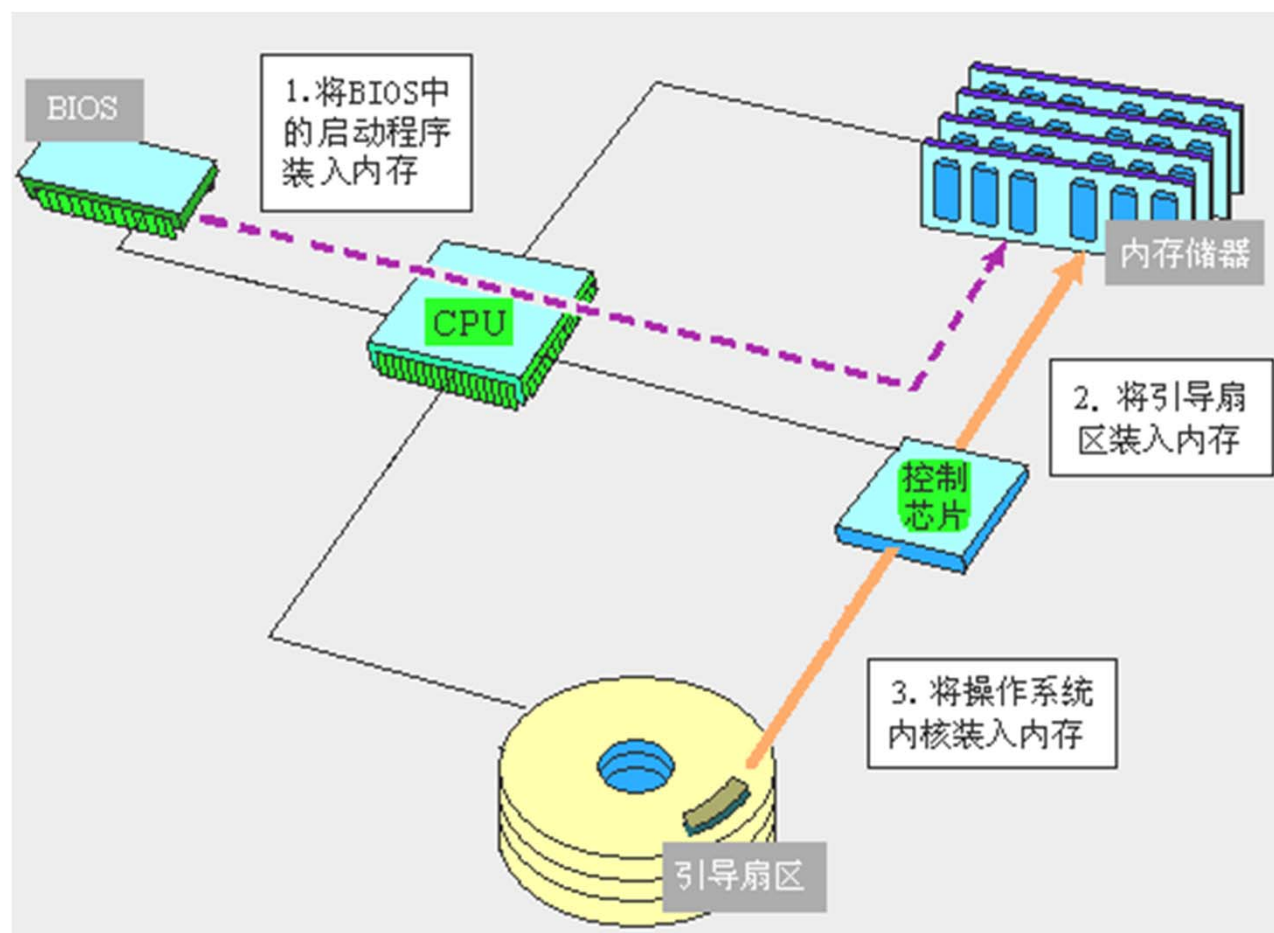 BIOS
1.将BIOS中
的启动程序
装入内存
内存储器
CPU
2. 将引导扇
区装入内存
控制
芯片
3. 将操作系统
内核装入内存
引导扇区